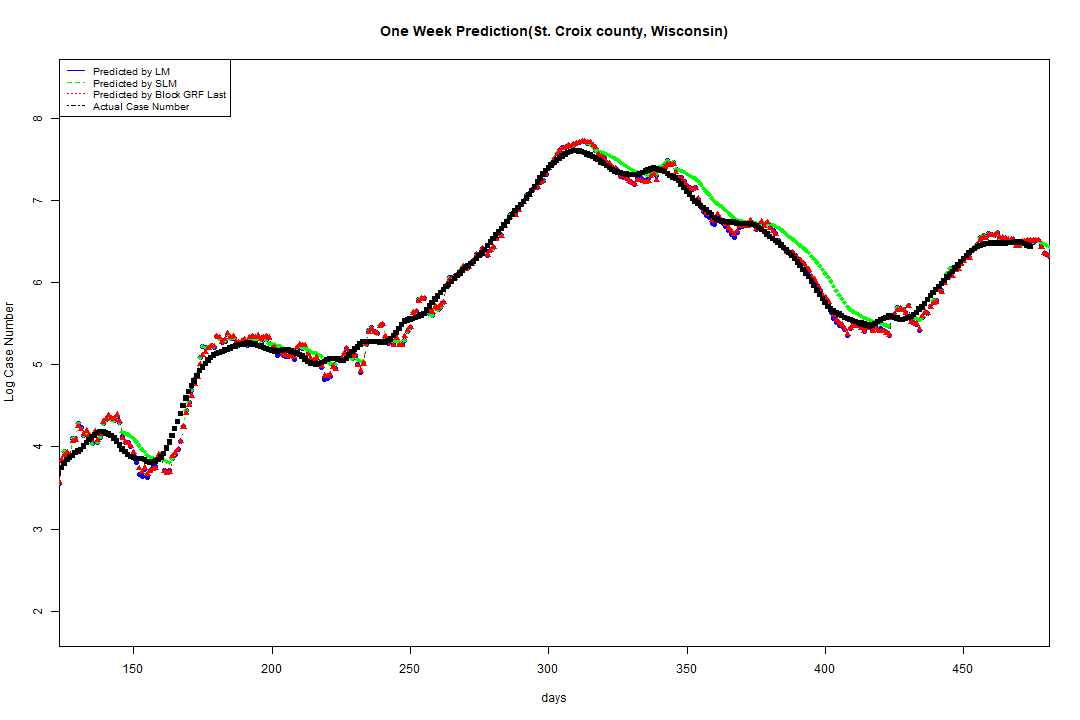 One Week Prediction(St. Croix county, Wisconsin)
Predicted by LM
Predicted by SLM
Predicted by Block GRF Last
Actual Case Number
8
7
6
5
4
3
2
Log Case Number
150 200 250 300 350 400 450
days